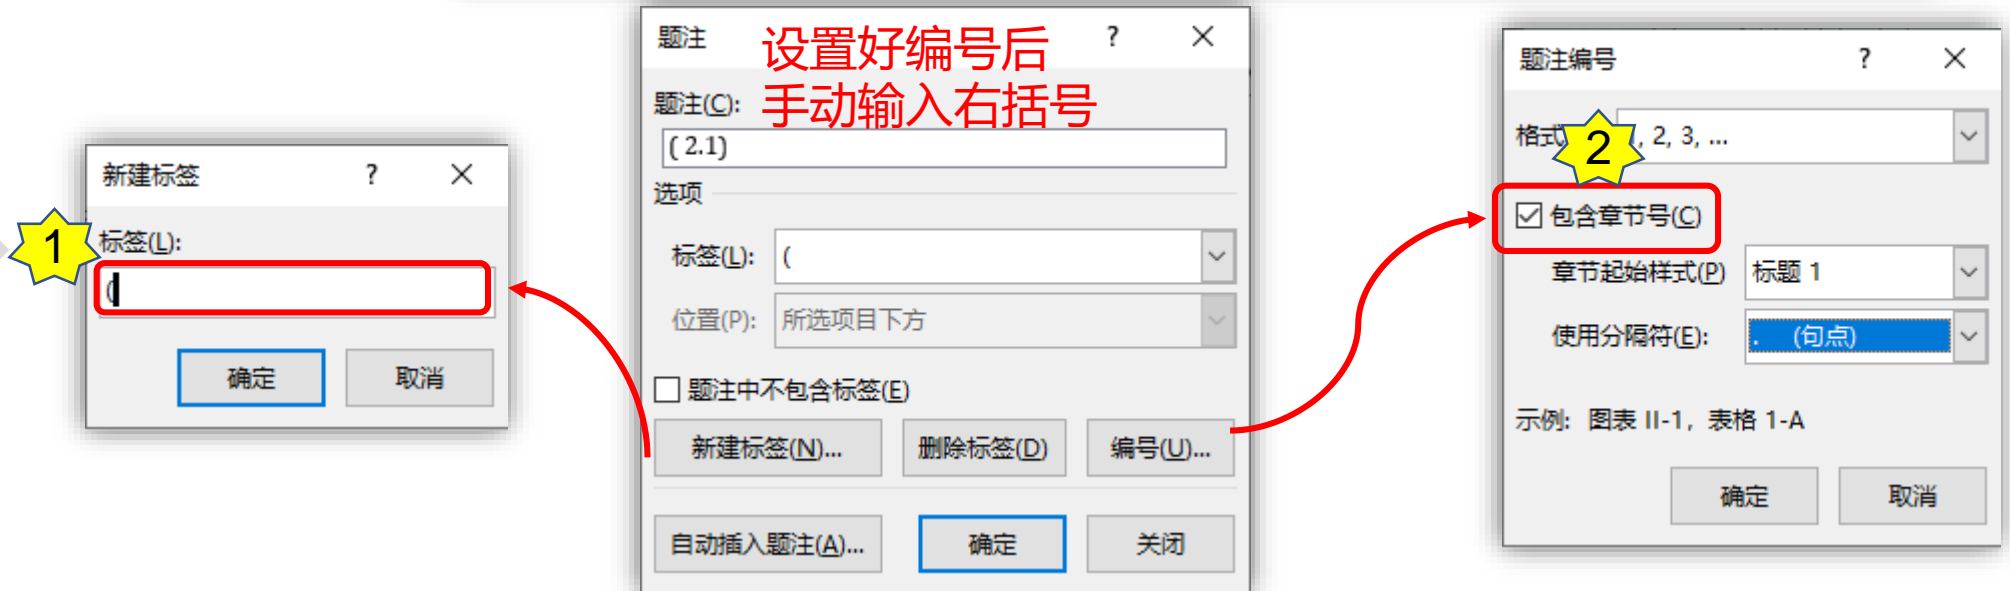 新建标签 ? ×
1
标签(L):
(
确定 取消
题注 ? ×
设置好编号后
手动输入右括号
题注(C):
( 2.1)
选项
标签(L): (
位置(P): 所选项目下方
题注中不包含标签(E)
新建标签(N)... 删除标签(D) 编号(U)...
自动插入题注(A)... 确定 关闭
题注编号 ? ×
格式 , 2, 3, ...
2
包含章节号(C)
章节起始样式(P) 标题 1
使用分隔符(E): . (句点)
示例: 图表 II-1, 表格 1-A
确定 取消